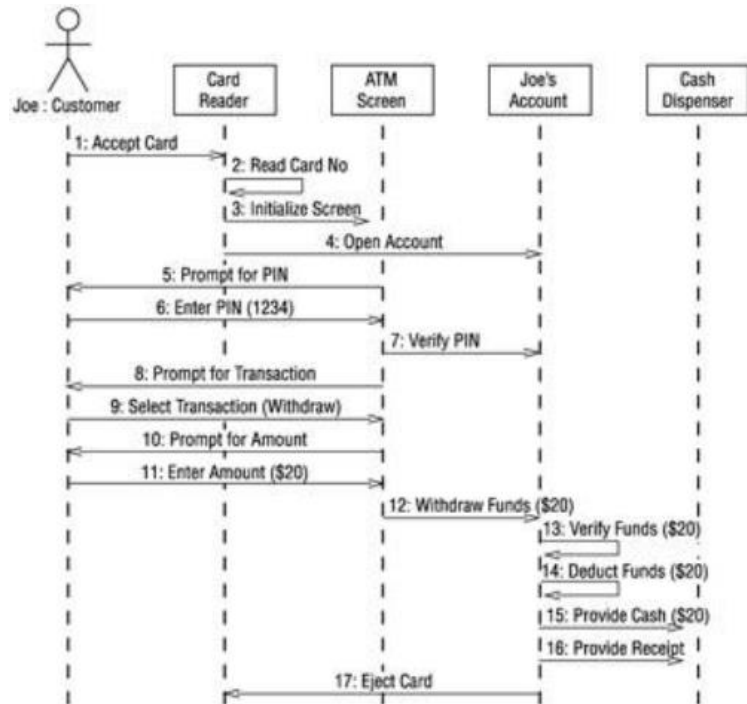 Card
Reader
ATM
Screen
Joe's
Account
Cash
Dispenser
Joe : Customer
1: Accept Card
2: Read Card No
3: Initialize Screen
4: Open Account
5: Prompt for PIN
6: Enter PIN (1234)
7: Verify PIN
8: Prompt for Transaction
9: Select Transaction (Withdraw)
10: Prompt for Amount
11: Enter Amount ($20)
12: Withdraw Funds ($20)
13: Verify Funds ($20)
14: Deduct Funds ($20)
15: Provide Cash ($20)
16: Provide Receipt
17: Eject Card